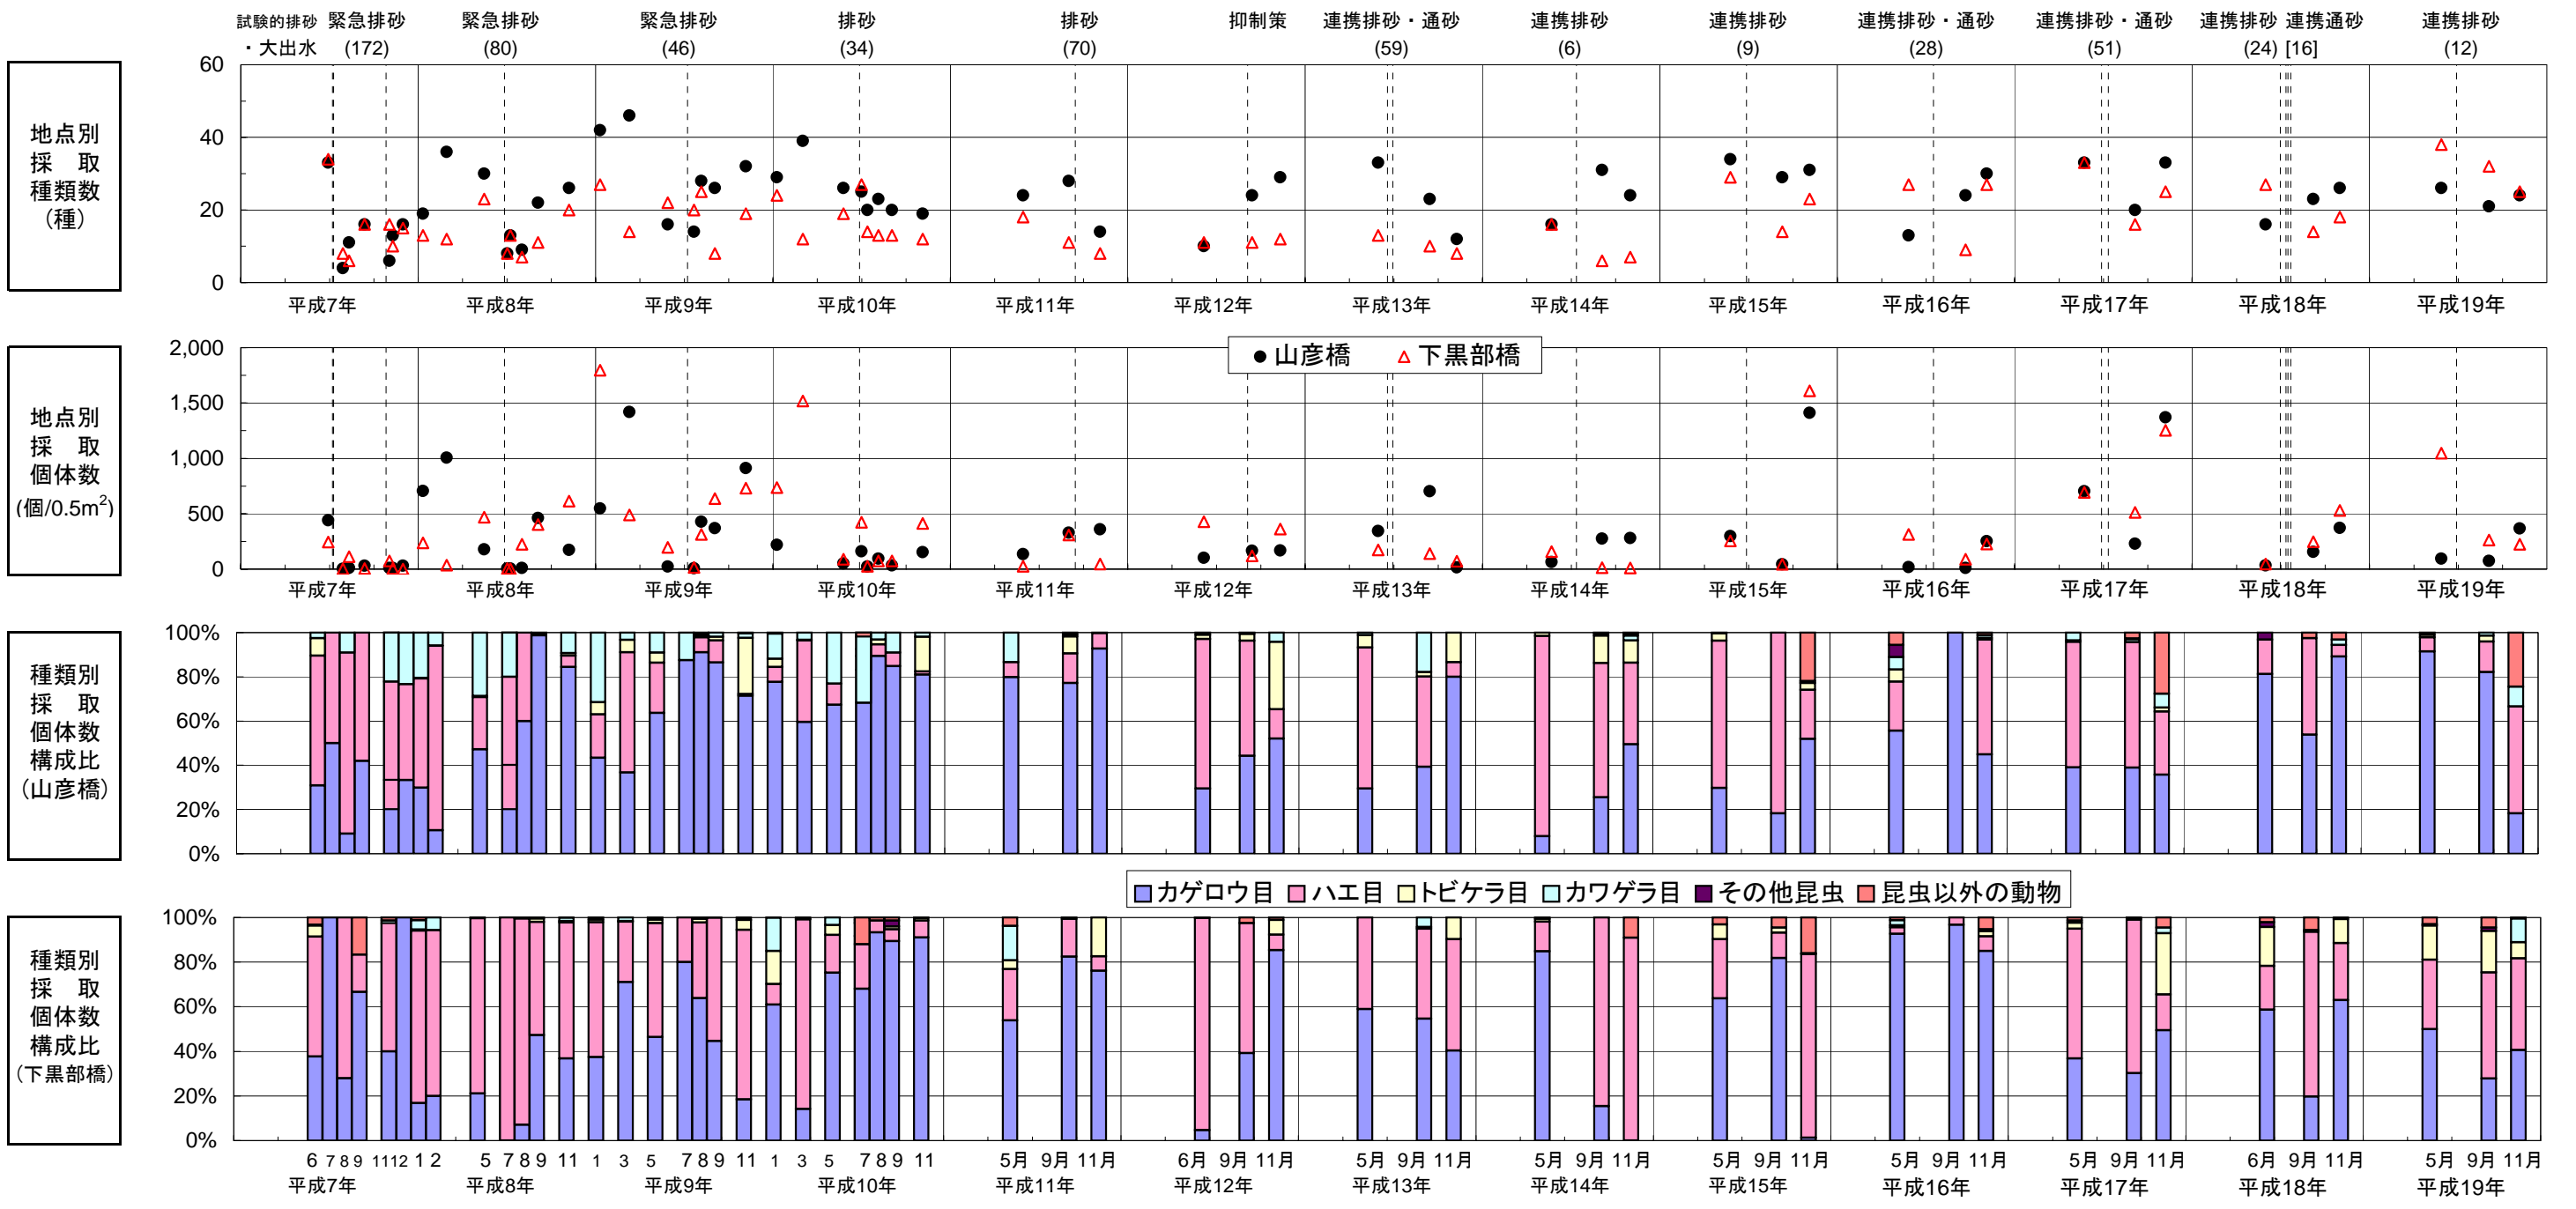 試験的排砂 緊急排砂 緊急排砂 緊急排砂 排砂 排砂 抑制策 連携排砂・通砂 連携排砂 連携排砂 連携排砂・通砂 連携排砂・通砂 連携排砂 連携通砂 連携排砂
・大出水 (172) (80) (46) (34) (70) (59) (6) (9) (28) (51) (24) [16] (12)
地点別
採 取
種類数
(種)
60
40
20
0
平成7年 平成8年 平成9年 平成10年 平成11年 平成12年 平成13年 平成14年 平成15年 平成16年 平成17年 平成18年 平成19年
地点別
採 取
個体数
(個/0.5m2)
2,000
1,500
1,000
500
0
● 山彦橋 △ 下黒部橋
平成7年 平成8年 平成9年 平成10年 平成11年 平成12年 平成13年 平成14年 平成15年 平成16年 平成17年 平成18年 平成19年
種類別
採 取
個体数
構成比
(山彦橋)
100%
80%
60%
40%
20%
0%
カゲロウ目 ハエ目 トビケラ目 カワゲラ目 その他昆虫 昆虫以外の動物
種類別
採 取
個体数
構成比
(下黒部橋)
100%
80%
60%
40%
20%
0%
6 7 8 9 11 12 1 2 5 7 8 9 11 1 3 5 7 8 9 11 1 3 5 7 8 9 11 5月 9月 11月 6月 9月 11月 5月 9月 11月 5月 9月 11月 5月 9月 11月 5月 9月 11月 5月 9月 11月 6月 9月 11月 5月 9月 11月
平成7年 平成8年 平成9年 平成10年 平成11年 平成12年 平成13年 平成14年 平成15年 平成16年 平成17年 平成18年 平成19年